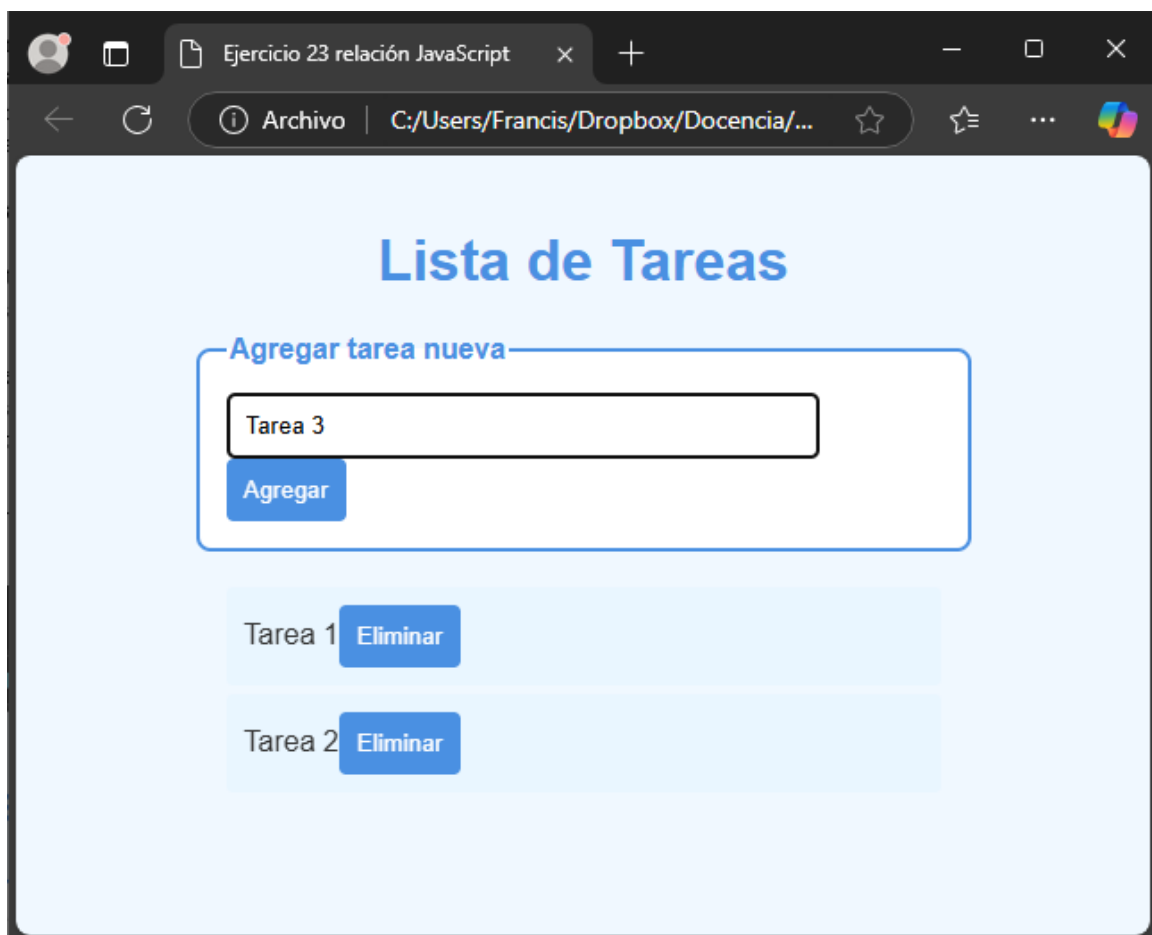 Ejercicio 23 relación JavaScript
Archivo | C:/Users/Francis/Dropbox/Docencia/...
Lista de Tareas
Agregar tarea nueva
Tarea 3
Agregar
Tarea 1 Eliminar
Tarea 2 Eliminar